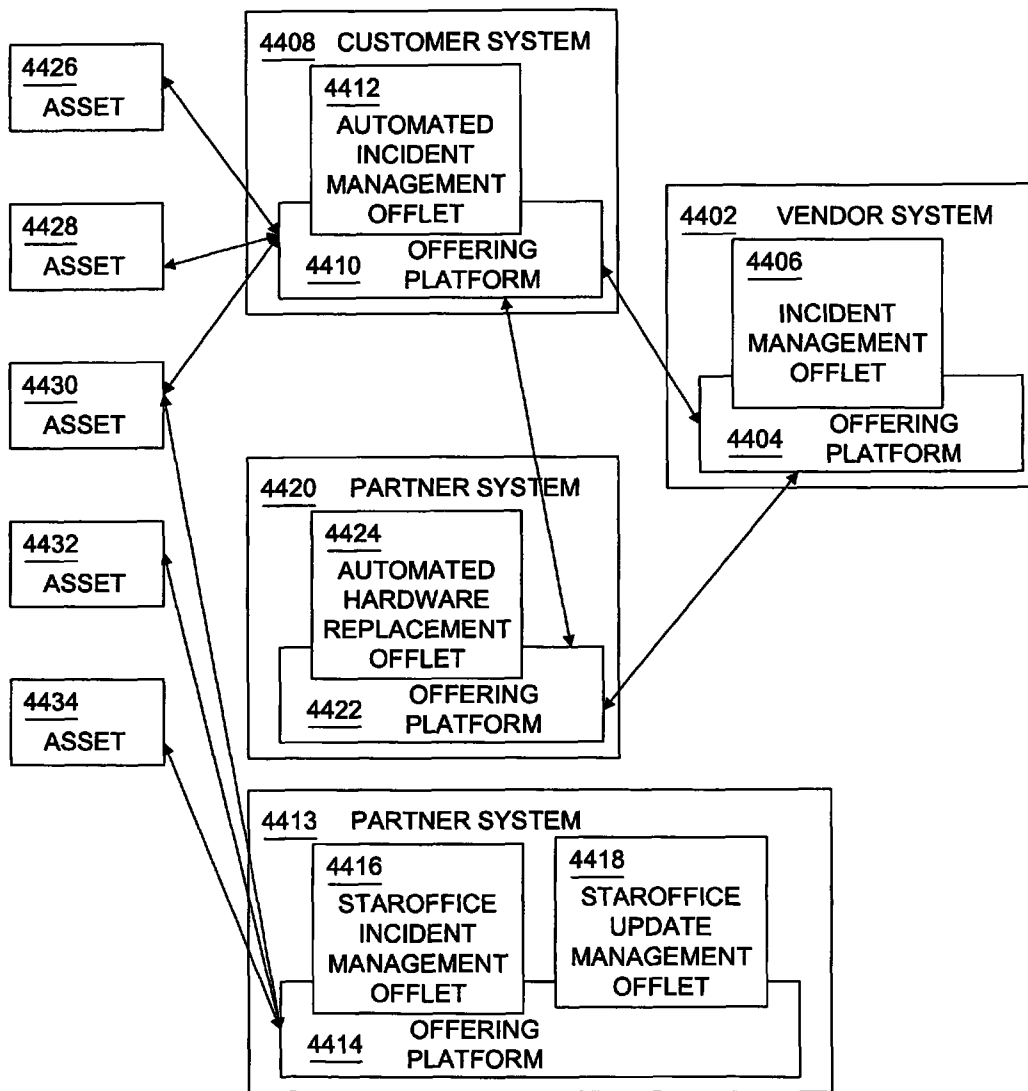 4426
ASSET
4428
ASSET
4430
ASSET
4432
ASSET
4434
ASSET
4408 CUSTOMER SYSTEM
4412
AUTOMATED
INCIDENT
MANAGEMENT
OFFLET
OFFERING
4410 PLATFORM
4402 VENDOR SYSTEM
4406
INCIDENT
MANAGEMENT
OFFLET
OFFERING
4404 PLATFORM
4420 PARTNER SYSTEM
4424
AUTOMATED
HARDWARE
REPLACEMENT
OFFLET
OFFERING
4422 PLATFORM
4413 PARTNER SYSTEM
4416
STAROFFICE
INCIDENT
MANAGEMENT
OFFLET
4418
STAROFFICE
UPDATE
MANAGEMENT
OFFLET
OFFERING
4414 PLATFORM